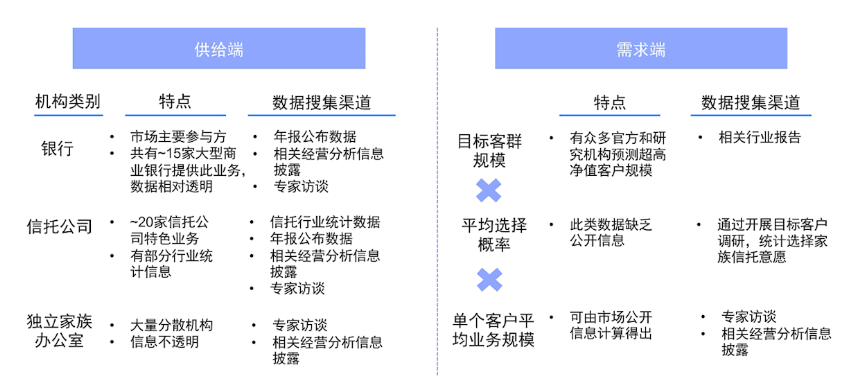 供给端
机构类别
特点
数据搜集渠道
银行
• 市场主要参与方
• 共有~15家大型商
业银行提供此业务，
数据相对透明
• 年报公布数据
• 相关经营分析信息
披露
• 专家访谈
信托公司
• ~20家信托公
司特色业务
• 有部分行业统
计信息
• 信托行业统计数据
• 年报公布数据
• 相关经营分析信息
披露
• 专家访谈
独立家族
办公室
• 大量分散机构
• 信息不透明
• 专家访谈
• 相关经营分析信息
披露
需求端
特点
数据搜集渠道
目标客群
规模
• 有众多官方和研
究机构预测超高
净值客户规模
• 相关行业报告
平均选择
概率
• 此类数据缺乏
公开信息
• 通过开展目标客户
调研，统计选择家
族信托意愿
单个客户平
均业务规模
• 可由市场公开
信息计算得出
• 专家访谈
• 相关经营分析信息
披露